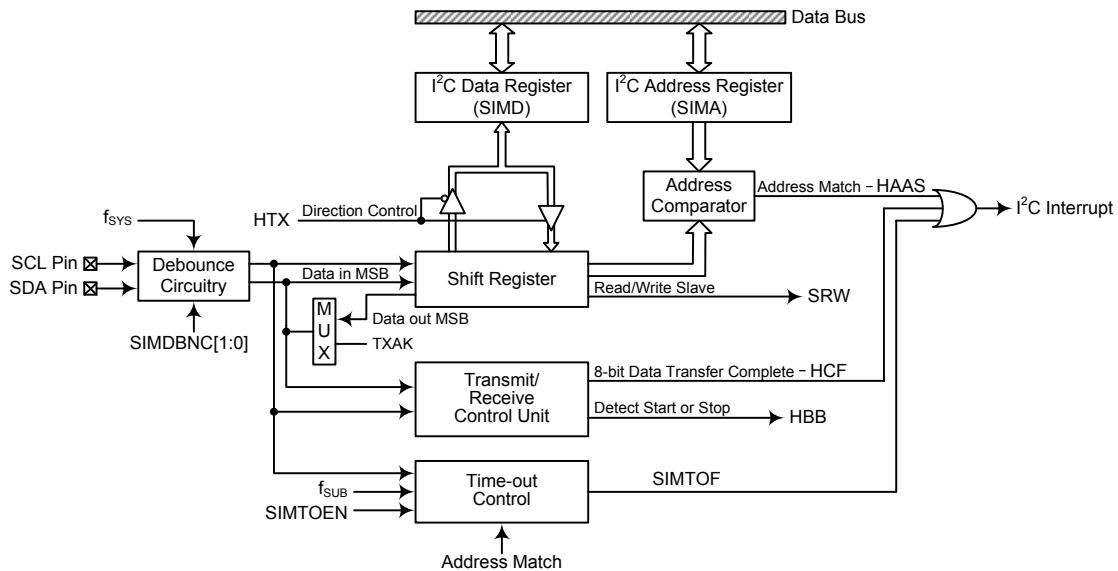 Data Bus
I²C Data Register
(SIMD)
I²C Address Register
(SIMA)
Address
Comparator
Address Match – HAAS
I²C Interrupt
HTX
Direction Control
fSYS
SCL Pin
SDA Pin
Debounce
Circuitry
SIMDBNC[1:0]
Data in MSB
Shift Register
Read/Write Slave
SRW
M
U
X
Data out MSB
TXAK
Transmit/
Receive
Control Unit
8-bit Data Transfer Complete – HCF
Detect Start or Stop
HBB
Time-out
Control
SIMTOF
fSUB
SIMTOEN
Address Match